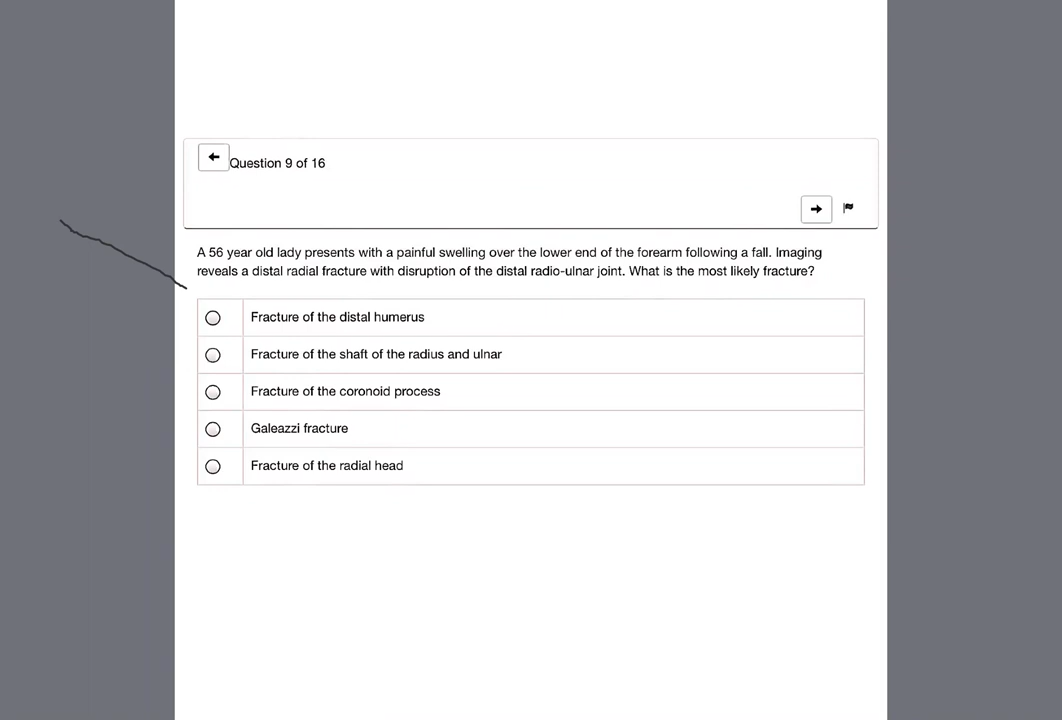 Question 9 of 16
A 56 year old lady presents with a painful swelling over the lower end of the forearm following a fall. Imaging
reveals a distal radial fracture with disruption of the distal radio-ulnar joint. What is the most likely fracture?
Fracture of the distal humerus
Fracture of the shaft of the radius and ulnar
Fracture of the coronoid process
Galeazzi fracture
Fracture of the radial head